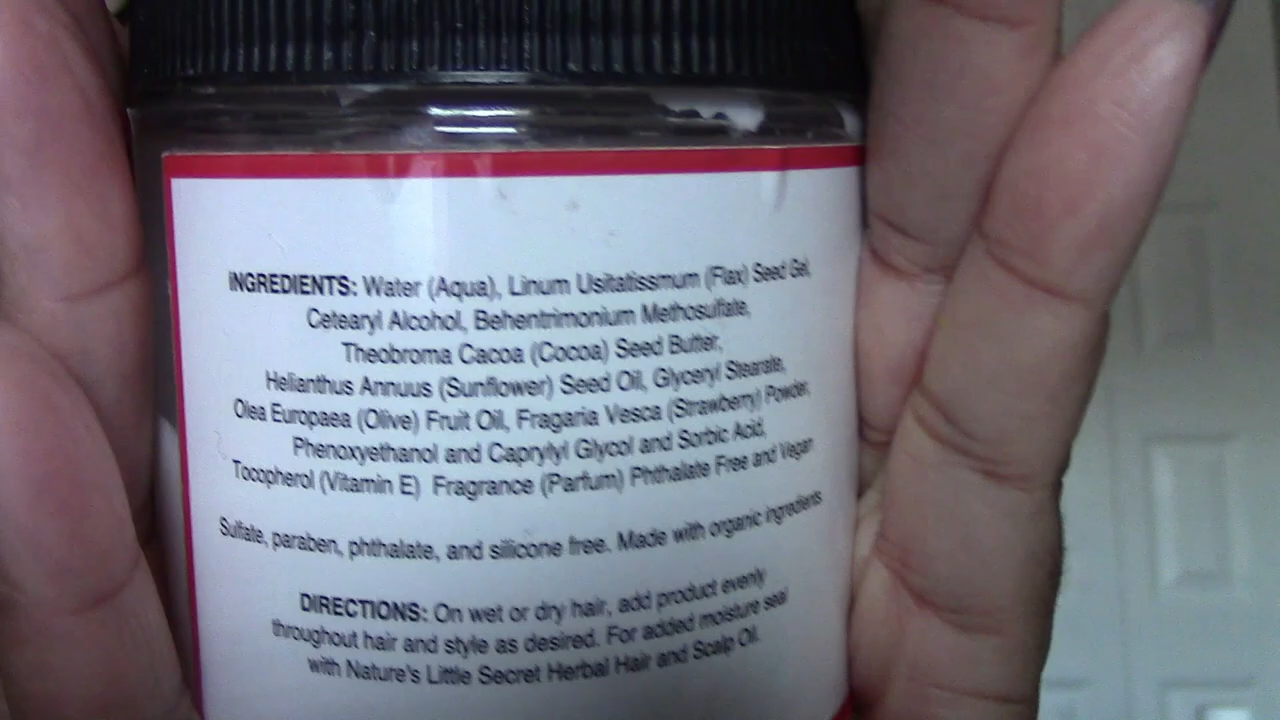 INGREDIENTS: Water (Aqua), Linum Usitatissmum (Flax) Seed Gel,
Cetearyl Alcohol, Behentrimonium Methosulfate,
Theobroma Cacoa (Cocoa) Seed Butter,
Helianthus Annuus (Sunflower) Seed Oil, Glyceryl Stearate,
Olea Europaea (Olive) Fruit Oil, Fragaria Vesca (Strawberry) Powder,
Phenoxyethanol and Caprylyl Glycol and Sorbic Acid,
Tocopherol (Vitamin E) Fragrance (Parfum) Phthalate Free and Vegan
Sulfate, paraben, phthalate, and silicone free. Made with organic ingredients
DIRECTIONS: On wet or dry hair, add product evenly
throughout hair and style as desired. For added moisture seal
with Nature's Little Secret Herbal Hair and Scalp Oil.